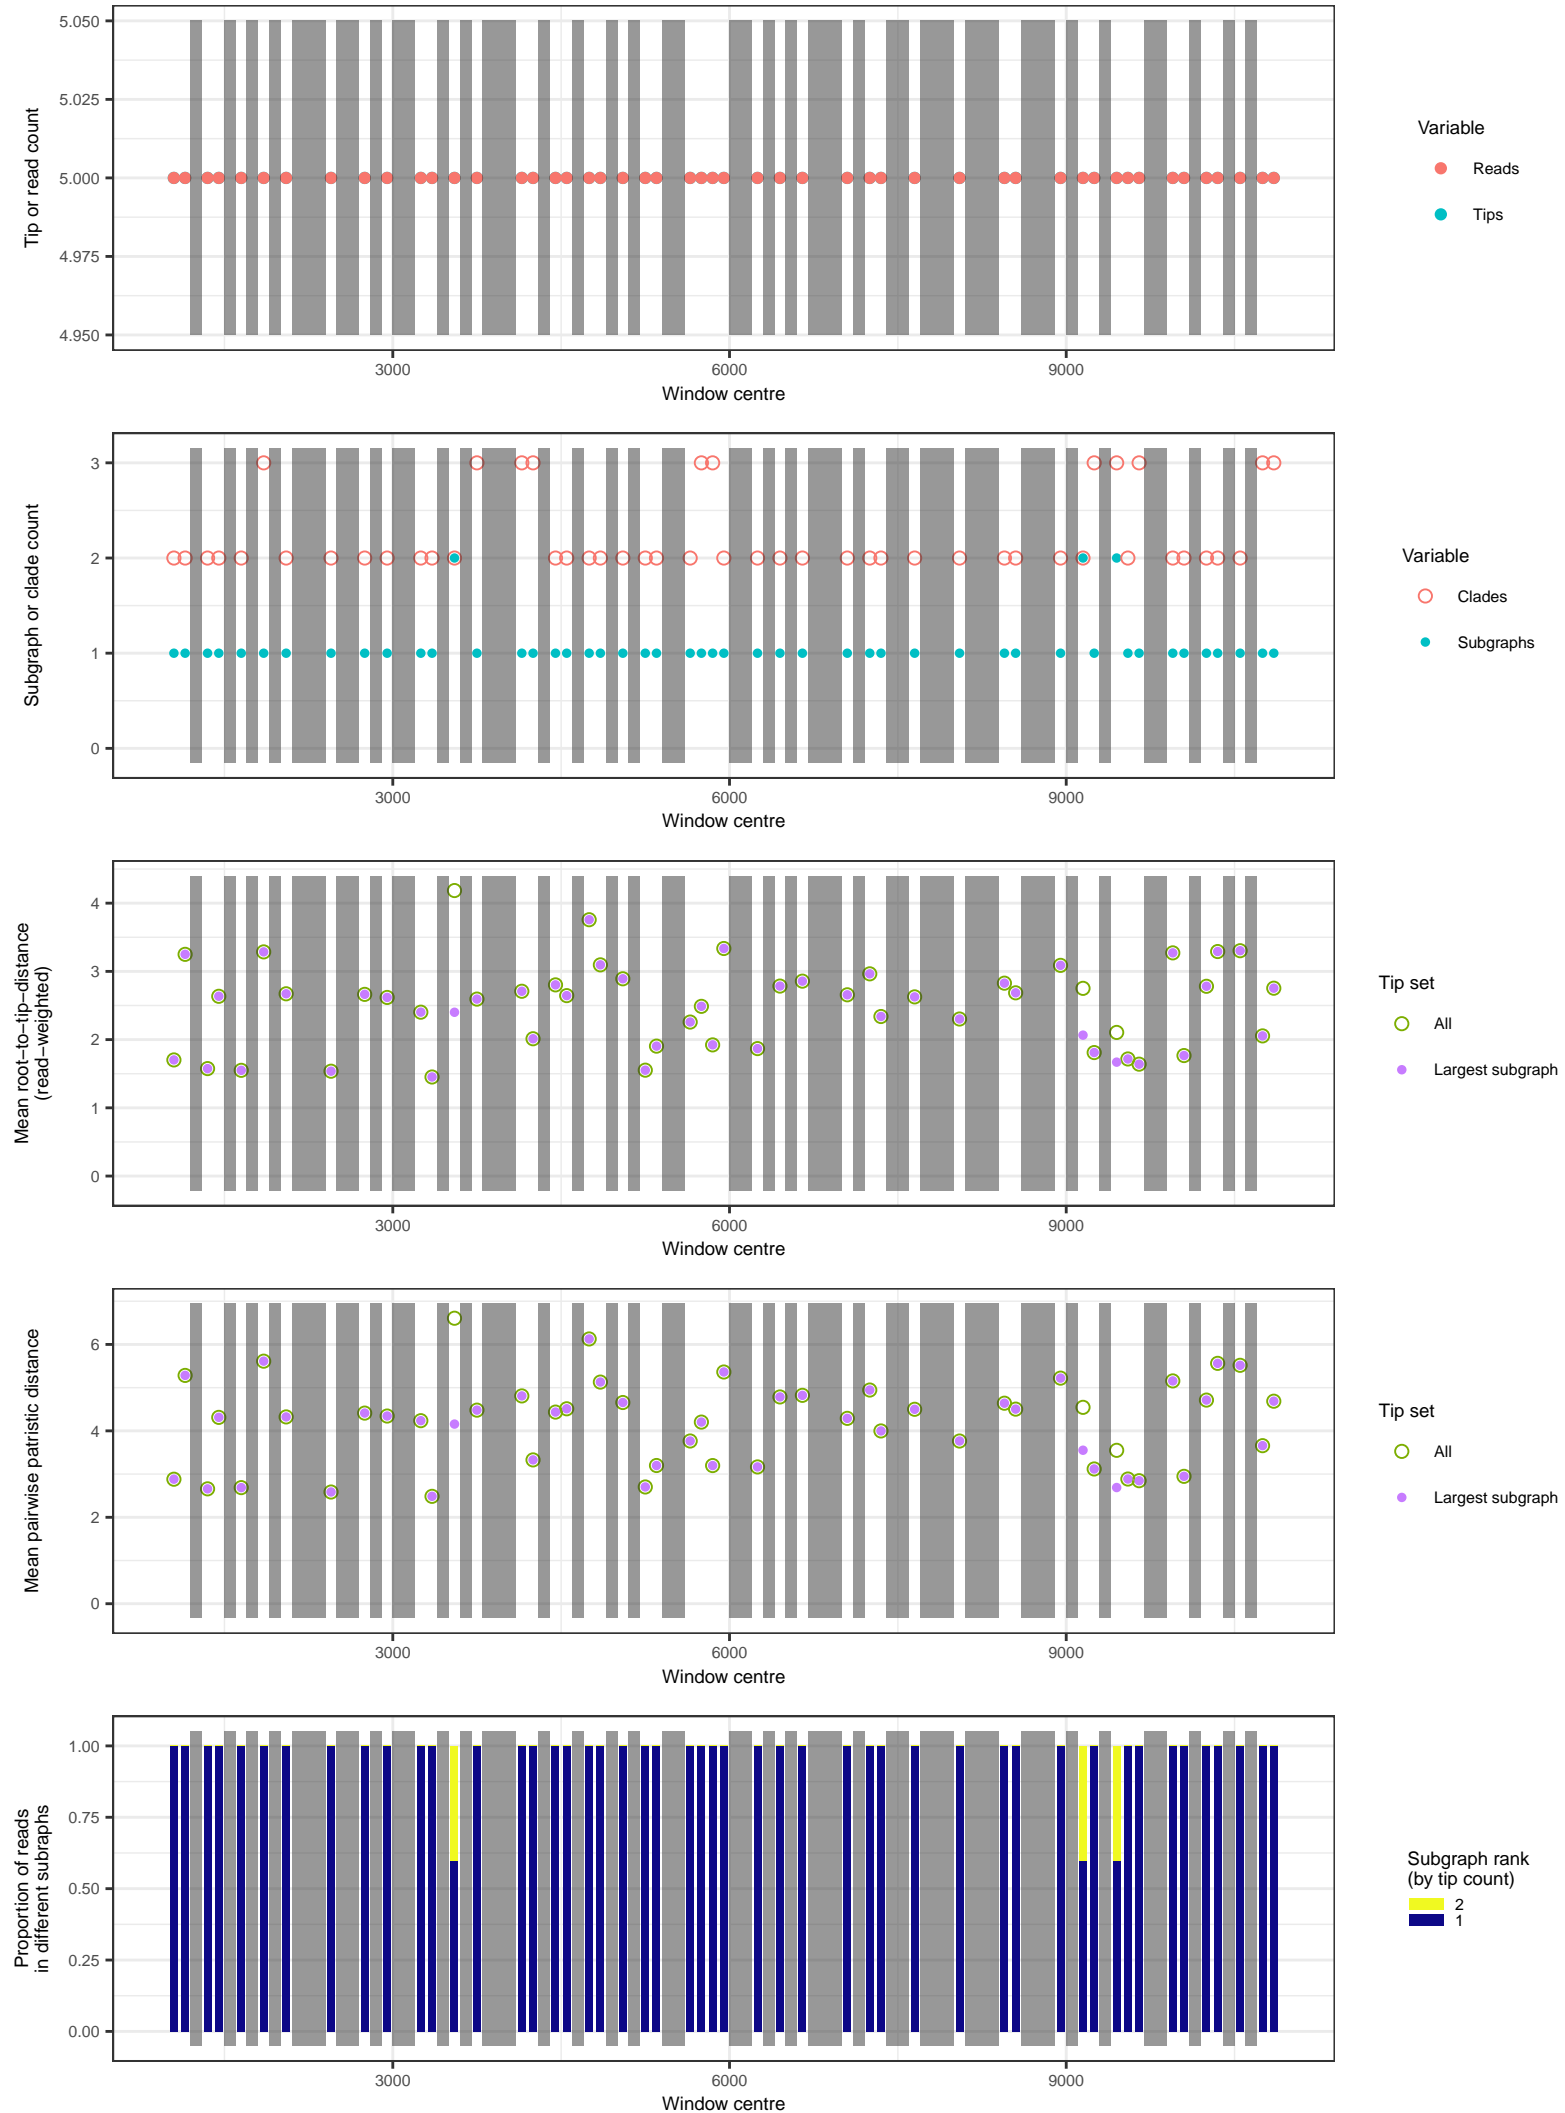 5.050
5.025
5.000
4.975
4.950
Tip or read count
3000
6000
9000
Window centre
Variable
Reads
Tips
3
2
1
0
Subgraph or clade count
3000
6000
9000
Window centre
Variable
Clades
Subgraphs
4
3
2
1
0
Mean root−to−tip−distance
(read−weighted)
3000
6000
9000
Window centre
Tip set
All
Largest subgraph
6
4
2
0
Mean pairwise patristic distance
3000
6000
9000
Window centre
Tip set
All
Largest subgraph
1.00
0.75
0.50
0.25
0.00
Proportion of reads
in different subraphs
3000
6000
9000
Window centre
Subgraph rank
(by tip count)
2
1